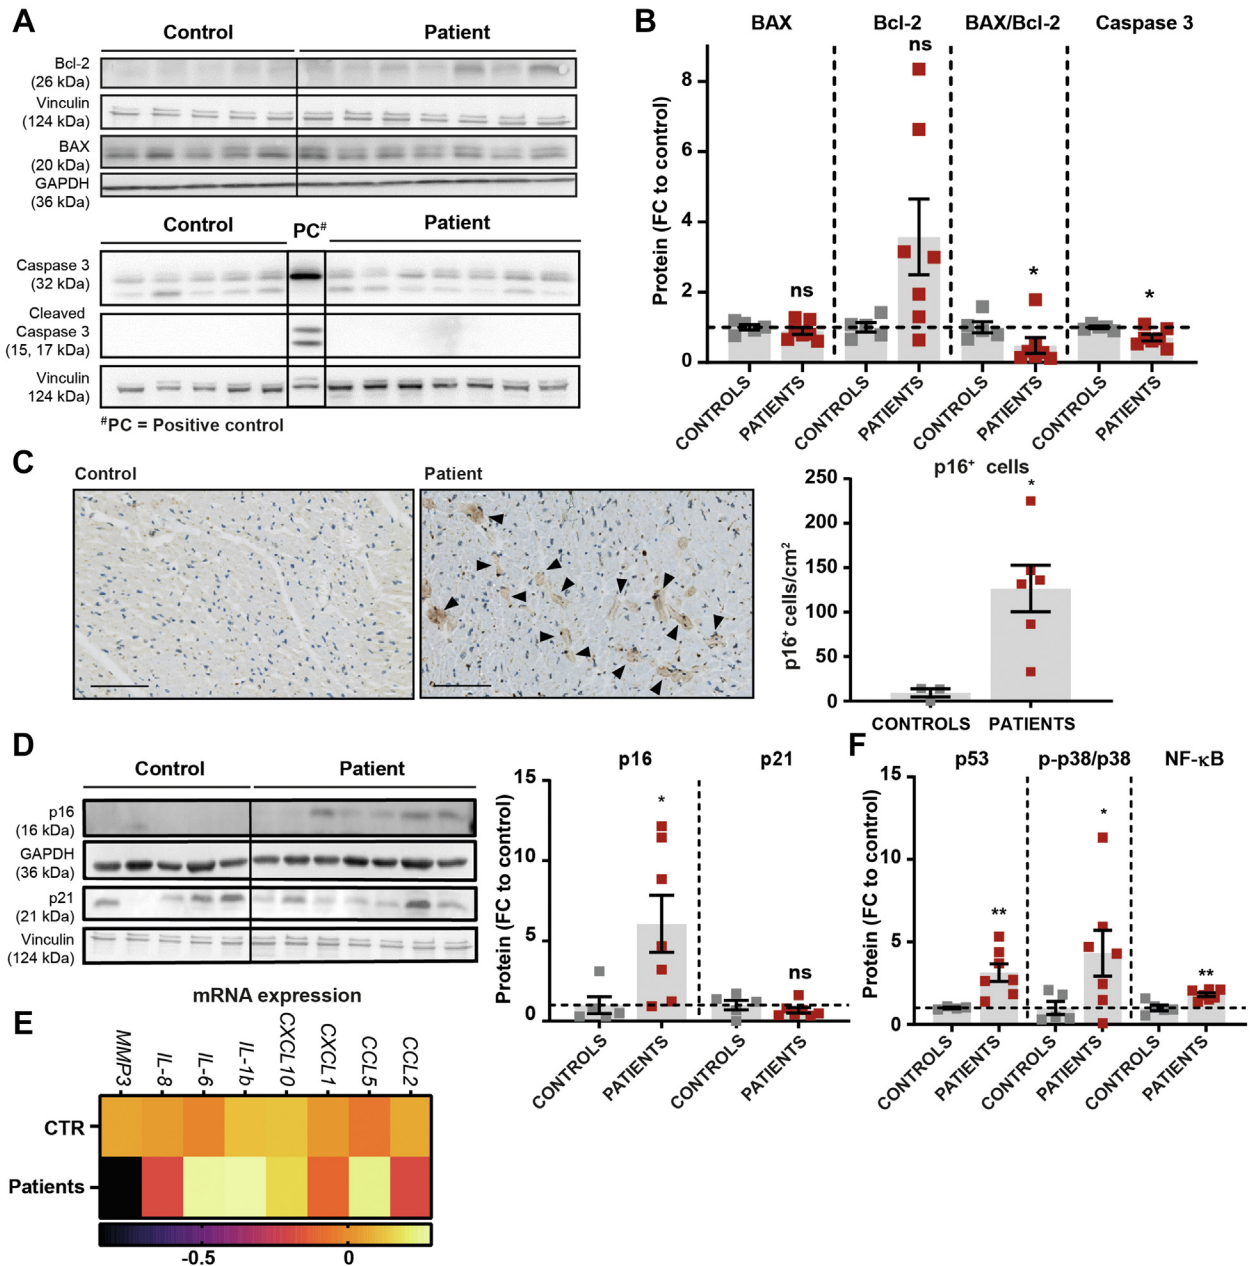 A
Control
Patient
Bcl-2
(26 kDa)
Vinculin
(124 kDa)
BAX
(20 kDa)
GAPDH
(36 kDa)
Control
PC#
Patient
Caspase 3
(32 kDa)
Cleaved
Caspase 3
(15, 17 kDa)
Vinculin
124 kDa)
#PC = Positive control
B
BAX
Bcl-2
BAX/Bcl-2
Caspase 3
Protein (FC to control)
8
6
4
2
0
ns
ns
*
*
CONTROLS
PATIENTS
CONTROLS
PATIENTS
CONTROLS
PATIENTS
CONTROLS
PATIENTS
C
Control
Patient
p16+ cells
p16+ cells/cm2
250
200
150
100
50
0
*
CONTROLS
PATIENTS
D
Control
Patient
p16
(16 kDa)
GAPDH
(36 kDa)
p21
(21 kDa)
Vinculin
(124 kDa)
p16
p21
Protein (FC to control)
15
10
5
0
*
ns
CONTROLS
PATIENTS
CONTROLS
PATIENTS
F
p53
p-p38/p38
NF-κB
Protein (FC to control)
15
10
5
0
**
*
**
CONTROLS
PATIENTS
CONTROLS
PATIENTS
CONTROLS
PATIENTS
E
mRNA expression
MMP3
IL-8
IL-6
IL-1b
CXCL10
CXCL1
CCL5
CCL2
CTR
Patients
-0.5
0